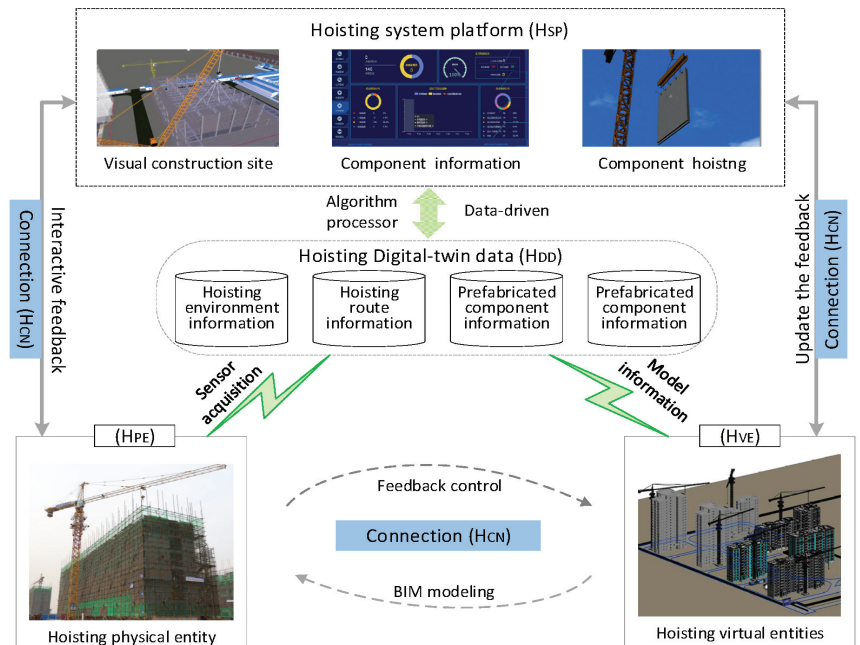 Hoisting system platform (HSP)
Visual construction site
Component information
Component hoistng
Connection (HCN)
Interactive feedback
Algorithm
processor
Data-driven
Update the feedback
Connection (HCN)
Hoisting Digital-twin data (HDD)
Hoisting
environment
information
Hoisting
route
information
Prefabricated
component
information
Prefabricated
component
information
Sensor
acquisition
Model
information
(HPE)
(HVE)
Feedback control
Connection (HCN)
BIM modeling
Hoisting physical entity
Hoisting virtual entities